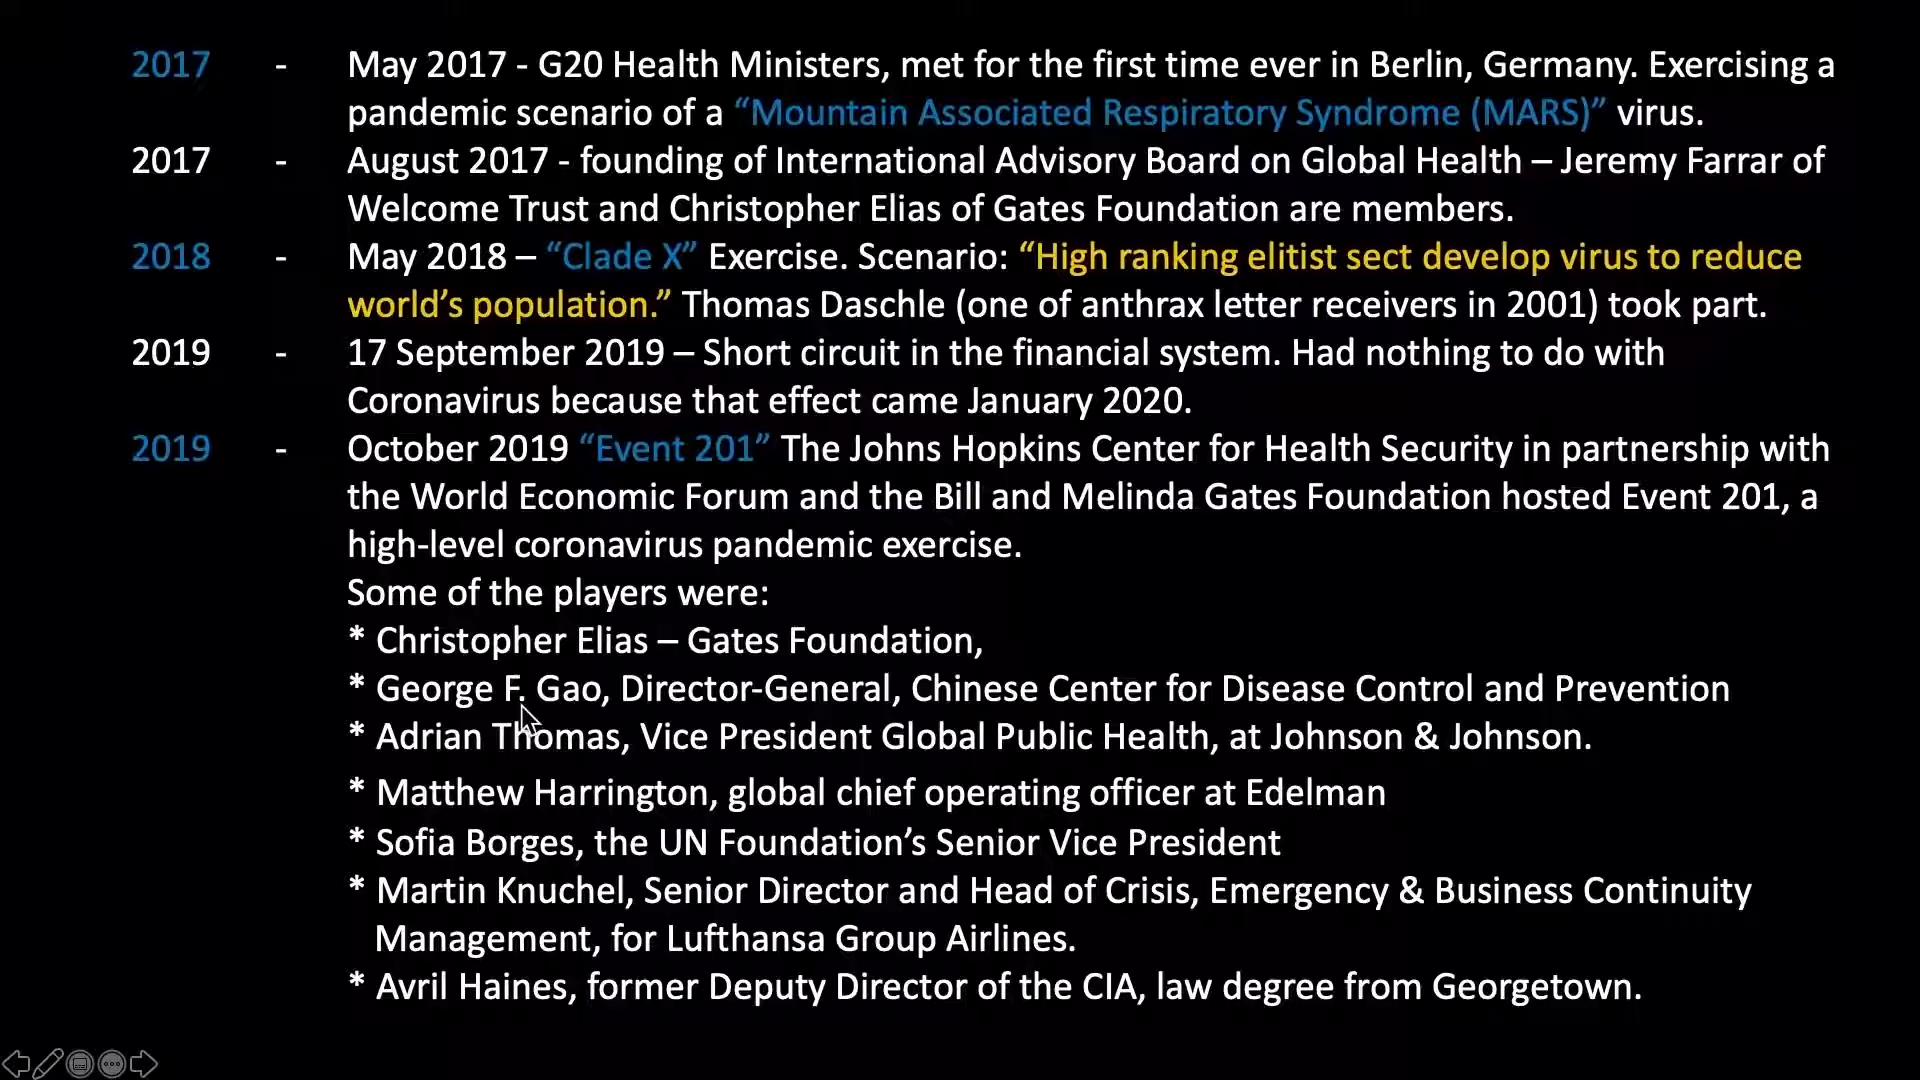 2017 - May 2017 - G20 Health Ministers, met for the first time ever in Berlin, Germany. Exercising a
pandemic scenario of a “Mountain Associated Respiratory Syndrome (MARS)” virus.
2017 - August 2017 - founding of International Advisory Board on Global Health – Jeremy Farrar of
Welcome Trust and Christopher Elias of Gates Foundation are members.
2018 - May 2018 – “Clade X” Exercise. Scenario: “High ranking elitist sect develop virus to reduce
world’s population.” Thomas Daschle (one of anthrax letter receivers in 2001) took part.
2019 - 17 September 2019 – Short circuit in the financial system. Had nothing to do with
Coronavirus because that effect came January 2020.
2019 - October 2019 “Event 201” The Johns Hopkins Center for Health Security in partnership with
the World Economic Forum and the Bill and Melinda Gates Foundation hosted Event 201, a
high-level coronavirus pandemic exercise.
Some of the players were:
* Christopher Elias – Gates Foundation,
* George F. Gao, Director-General, Chinese Center for Disease Control and Prevention
* Adrian Thomas, Vice President Global Public Health, at Johnson & Johnson.
* Matthew Harrington, global chief operating officer at Edelman
* Sofia Borges, the UN Foundation’s Senior Vice President
* Martin Knuchel, Senior Director and Head of Crisis, Emergency & Business Continuity
Management, for Lufthansa Group Airlines.
* Avril Haines, former Deputy Director of the CIA, law degree from Georgetown.